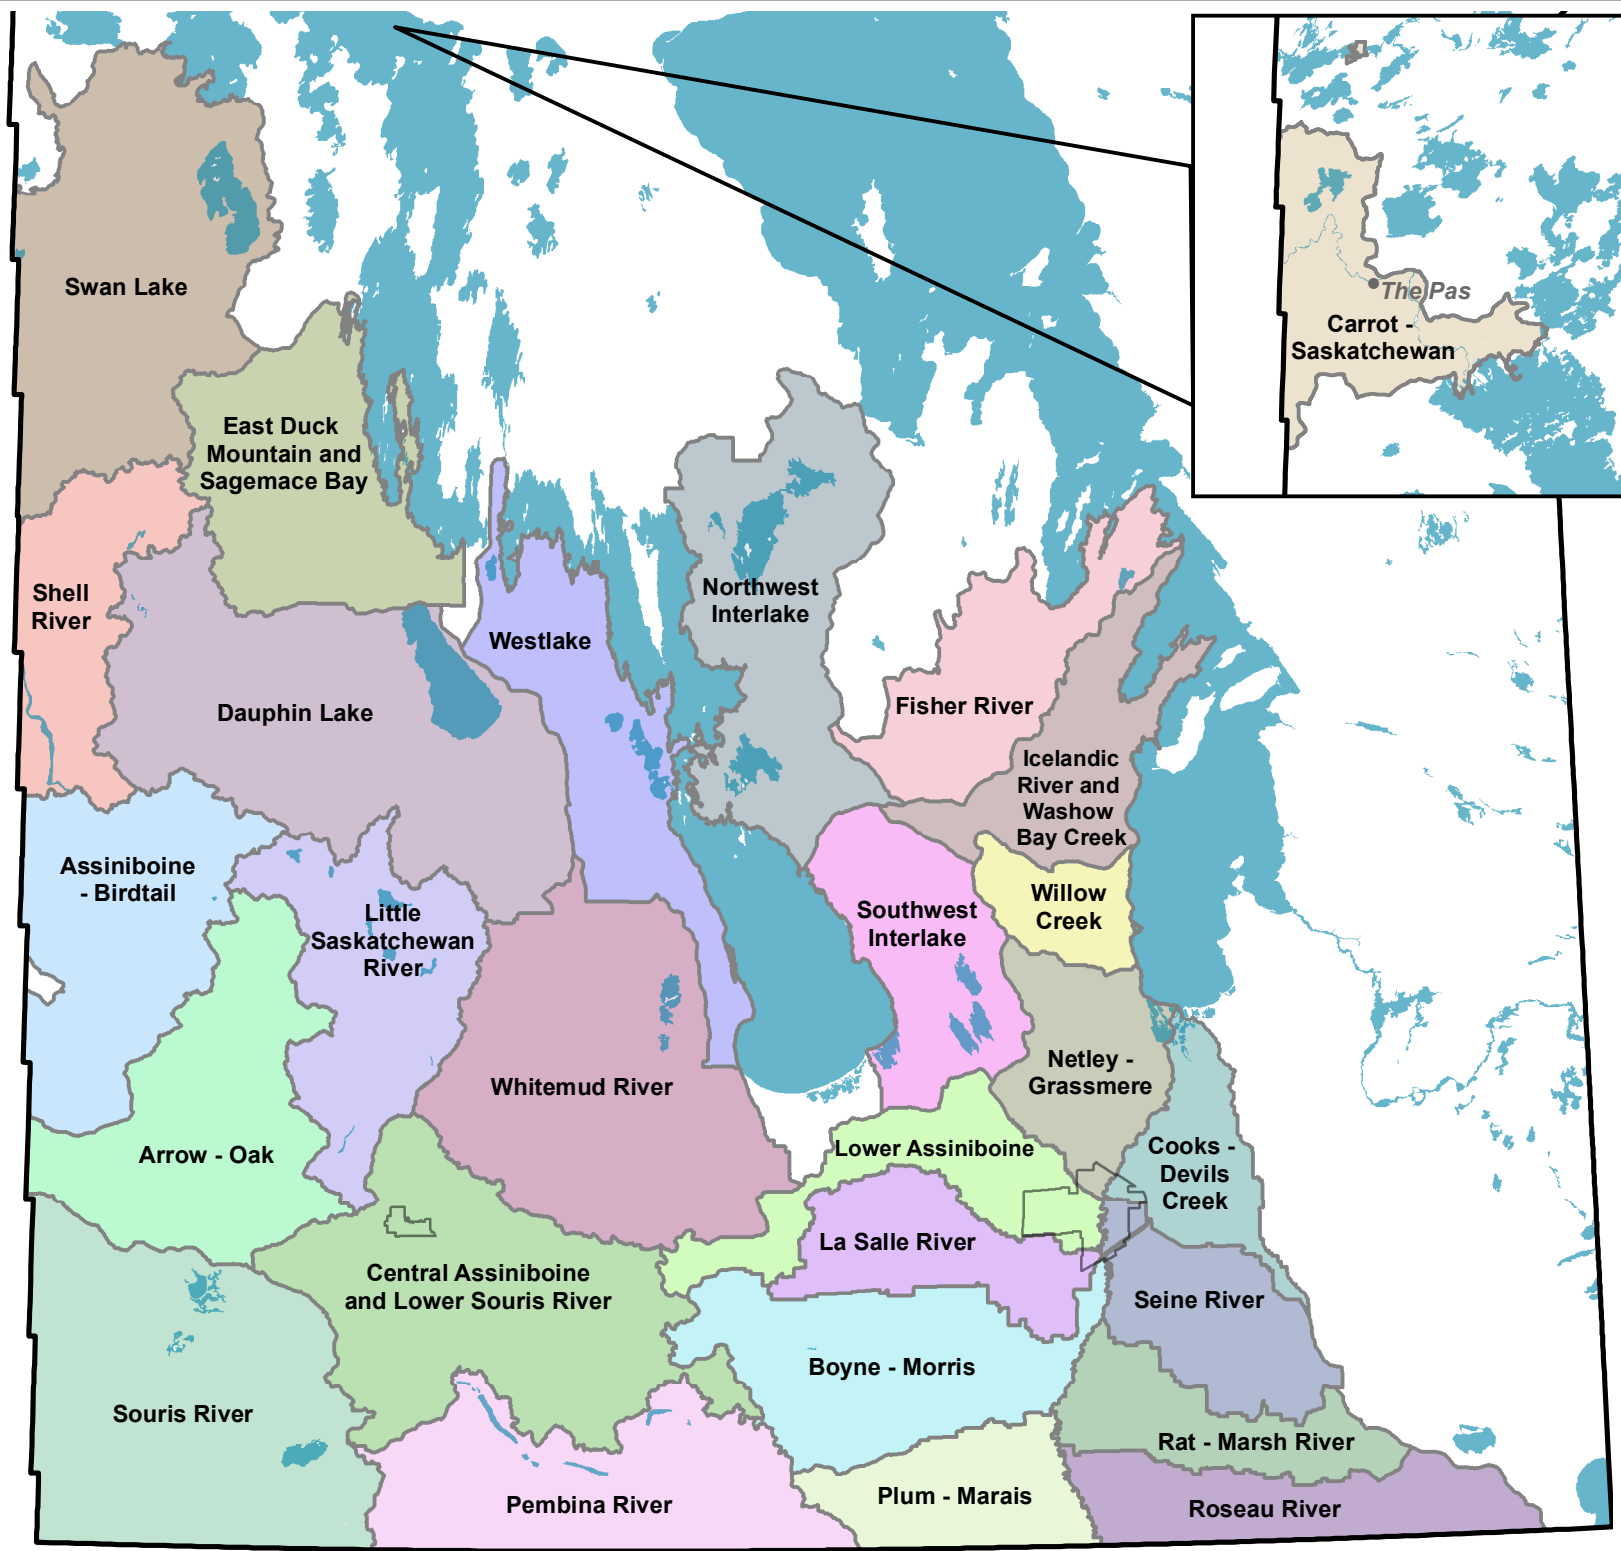 The Pas
Carrot -
Saskatchewan
Swan Lake
East Duck
Mountain and
Sagemace Bay
Shell
River
Westlake
Northwest
Interlake
Dauphin Lake
Fisher River
Icelandic
River and
Washow
Bay Creek
Assiniboine
- Birdtail
Little
Saskatchewan
River
Southwest
Interlake
Willow
Creek
Whitemud River
Netley -
Grassmere
Arrow - Oak
Lower Assiniboine
Cooks -
Devils
Creek
La Salle River
Central Assiniboine
and Lower Souris River
Seine River
Boyne - Morris
Souris River
Rat - Marsh River
Pembina River
Plum - Marais
Roseau River